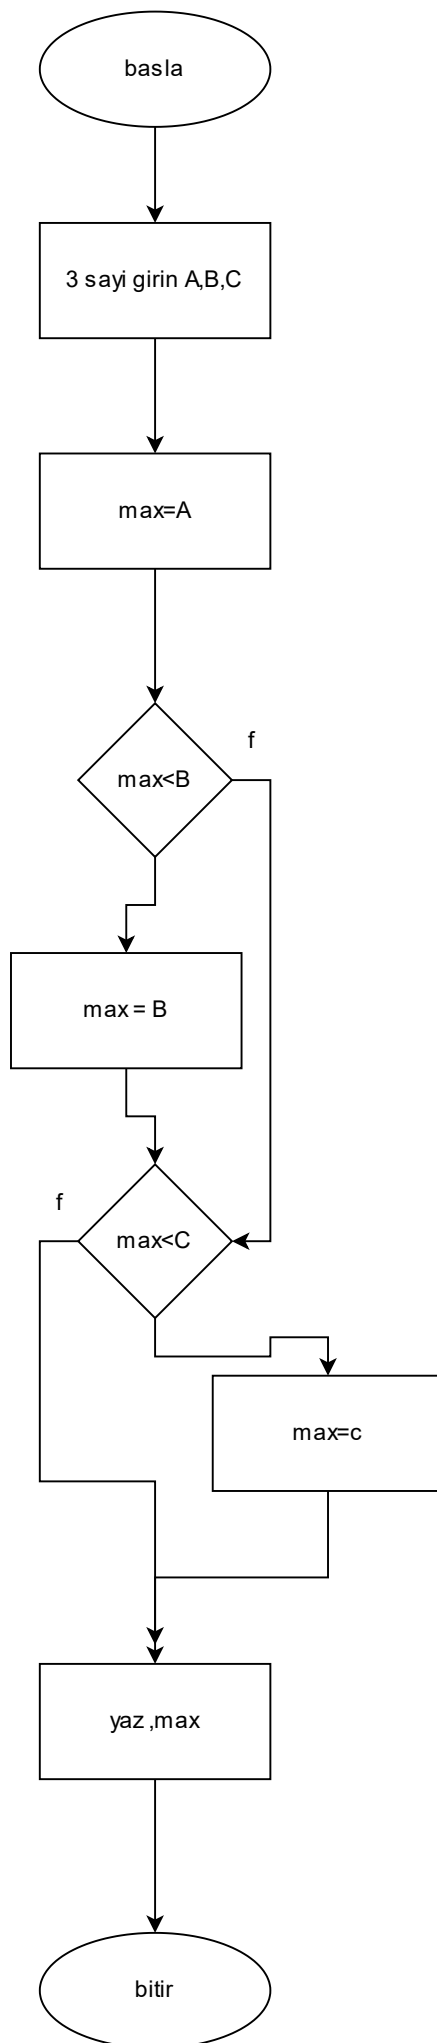 basla
3 sayi girin A,B,C
max=A
f
max<B
max = B
f
max<C
max=c
yaz ,max
bitir